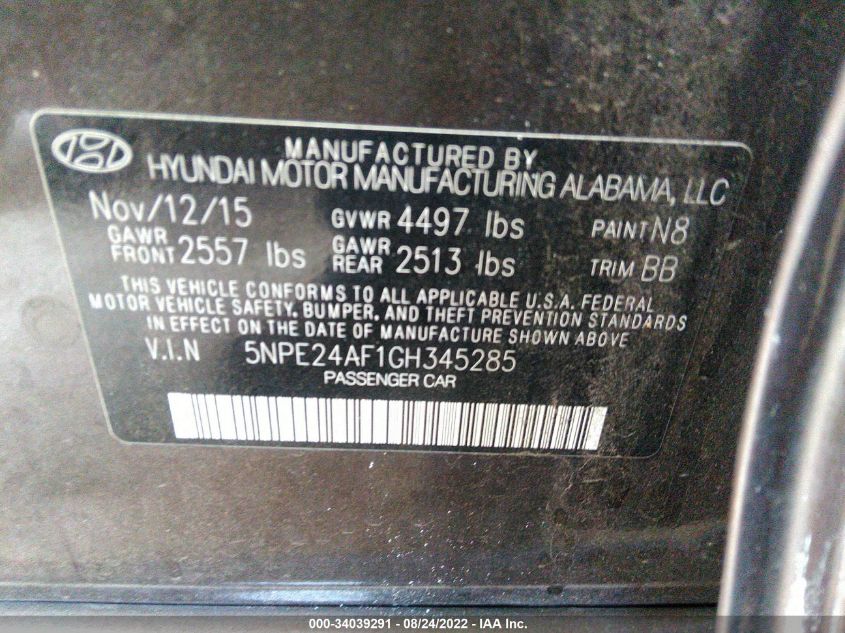 MANUFACTURED BY
HYUNDAI MOTOR MANUFACTURING ALABAMA, LLC
Nov/12/15 GVWR 4497 lbs PAINT N8
GAWR FRONT 2557 lbs GAWR REAR 2513 lbs TRIM BB
THIS VEHICLE CONFORMS TO ALL APPLICABLE U.S.A. FEDERAL
MOTOR VEHICLE SAFETY, BUMPER, AND THEFT PREVENTION STANDARDS
IN EFFECT ON THE DATE OF MANUFACTURE SHOWN ABOVE
V.I.N 5NPE24AF1GH345285
PASSENGER CAR
000-34039291 - 08/24/2022 - IAA Inc.